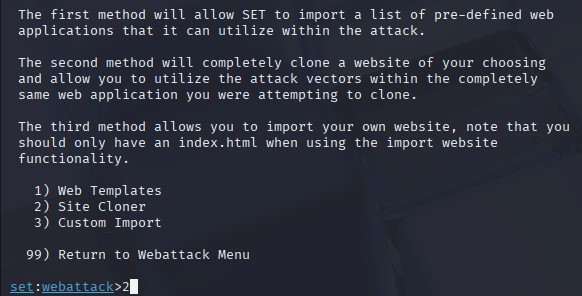 The first method will allow SET to import a list of pre-defined web
applications that it can utilize within the attack.
The second method will completely clone a website of your choosing
and allow you to utilize the attack vectors within the completely
same web application you were attempting to clone.
The third method allows you to import your own website, note that you
should only have an index.html when using the import website
functionality.
1) Web Templates
2) Site Cloner
3) Custom Import
99) Return to Webattack Menu
set:webattack>2